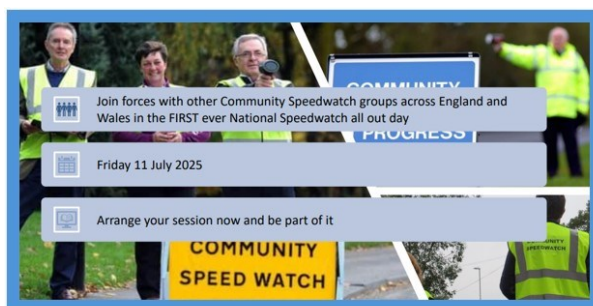 COMMUNITY
PROGRESS
Join forces with other Community Speedwatch groups across England and
Wales in the FIRST ever National Speedwatch all out day
Friday 11 July 2025
Arrange your session now and be part of it
COMMUNITY
SPEED WATCH
COMMUNITY
SPEEDWATCH